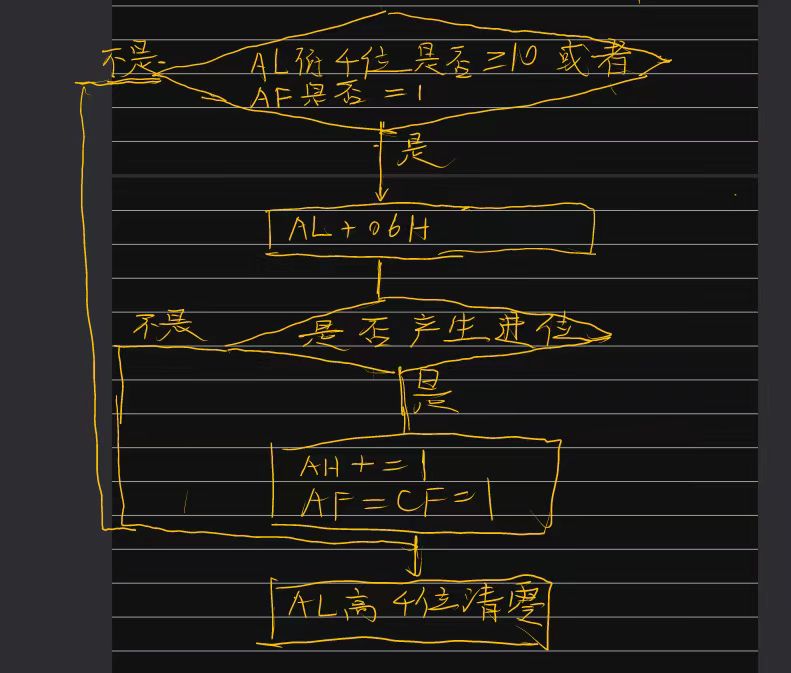 不是
AL低4位是否≥10或者
AF是否=1
是
AL+06H
不是
是否产生进位
是
AH+=1
AF=CF=1
AL高4位清零